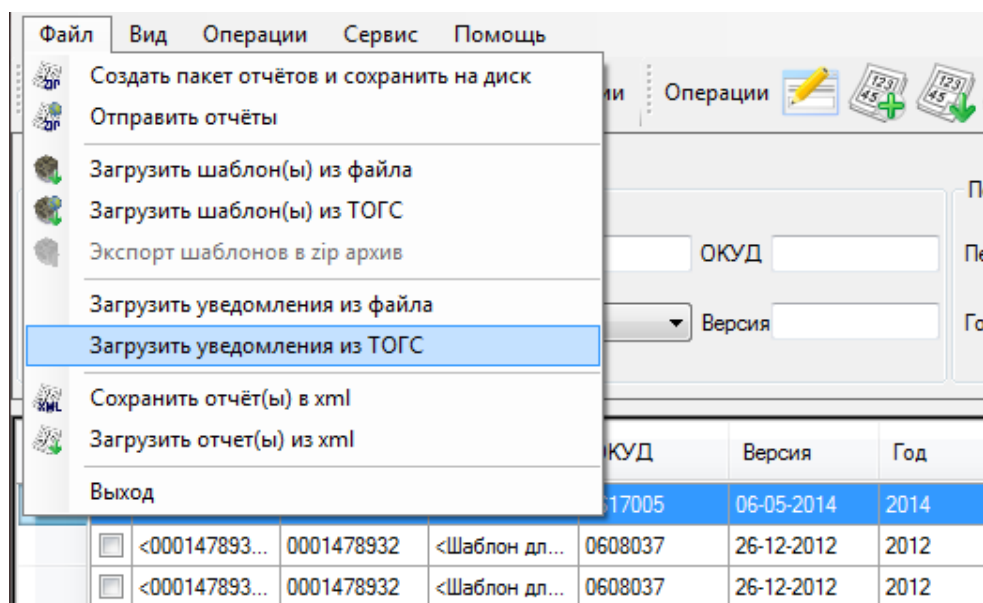 Файл Вид Операции Сервис Помощь
Создать пакет отчётов и сохранить на диск
Отправить отчёты
Операции
Загрузить шаблон(ы) из файла
Загрузить шаблон(ы) из ТОГС
Экспорт шаблонов в zip архив
ОКУД
Загрузить уведомления из файла
Загрузить уведомления из ТОГС
Версия
Сохранить отчёт(ы) в xml
Загрузить отчет(ы) из xml
Выход
КУД Версия Год
617005 06-05-2014 2014
<000147893... 0001478932 <Шаблон дл... 0608037 26-12-2012 2012
<000147893... 0001478932 <Шаблон дл... 0608037 26-12-2012 2012